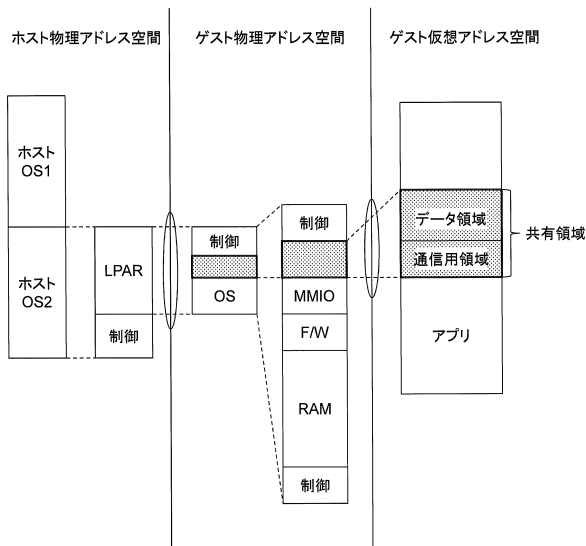 ホスト物理アドレス空間
ゲスト物理アドレス空間
ゲスト仮想アドレス空間
ホスト
OS1
ホスト
OS2
LPAR
制御
制御
OS
制御
MMIO
F/W
RAM
制御
データ領域
通信用領域
アプリ
共有領域